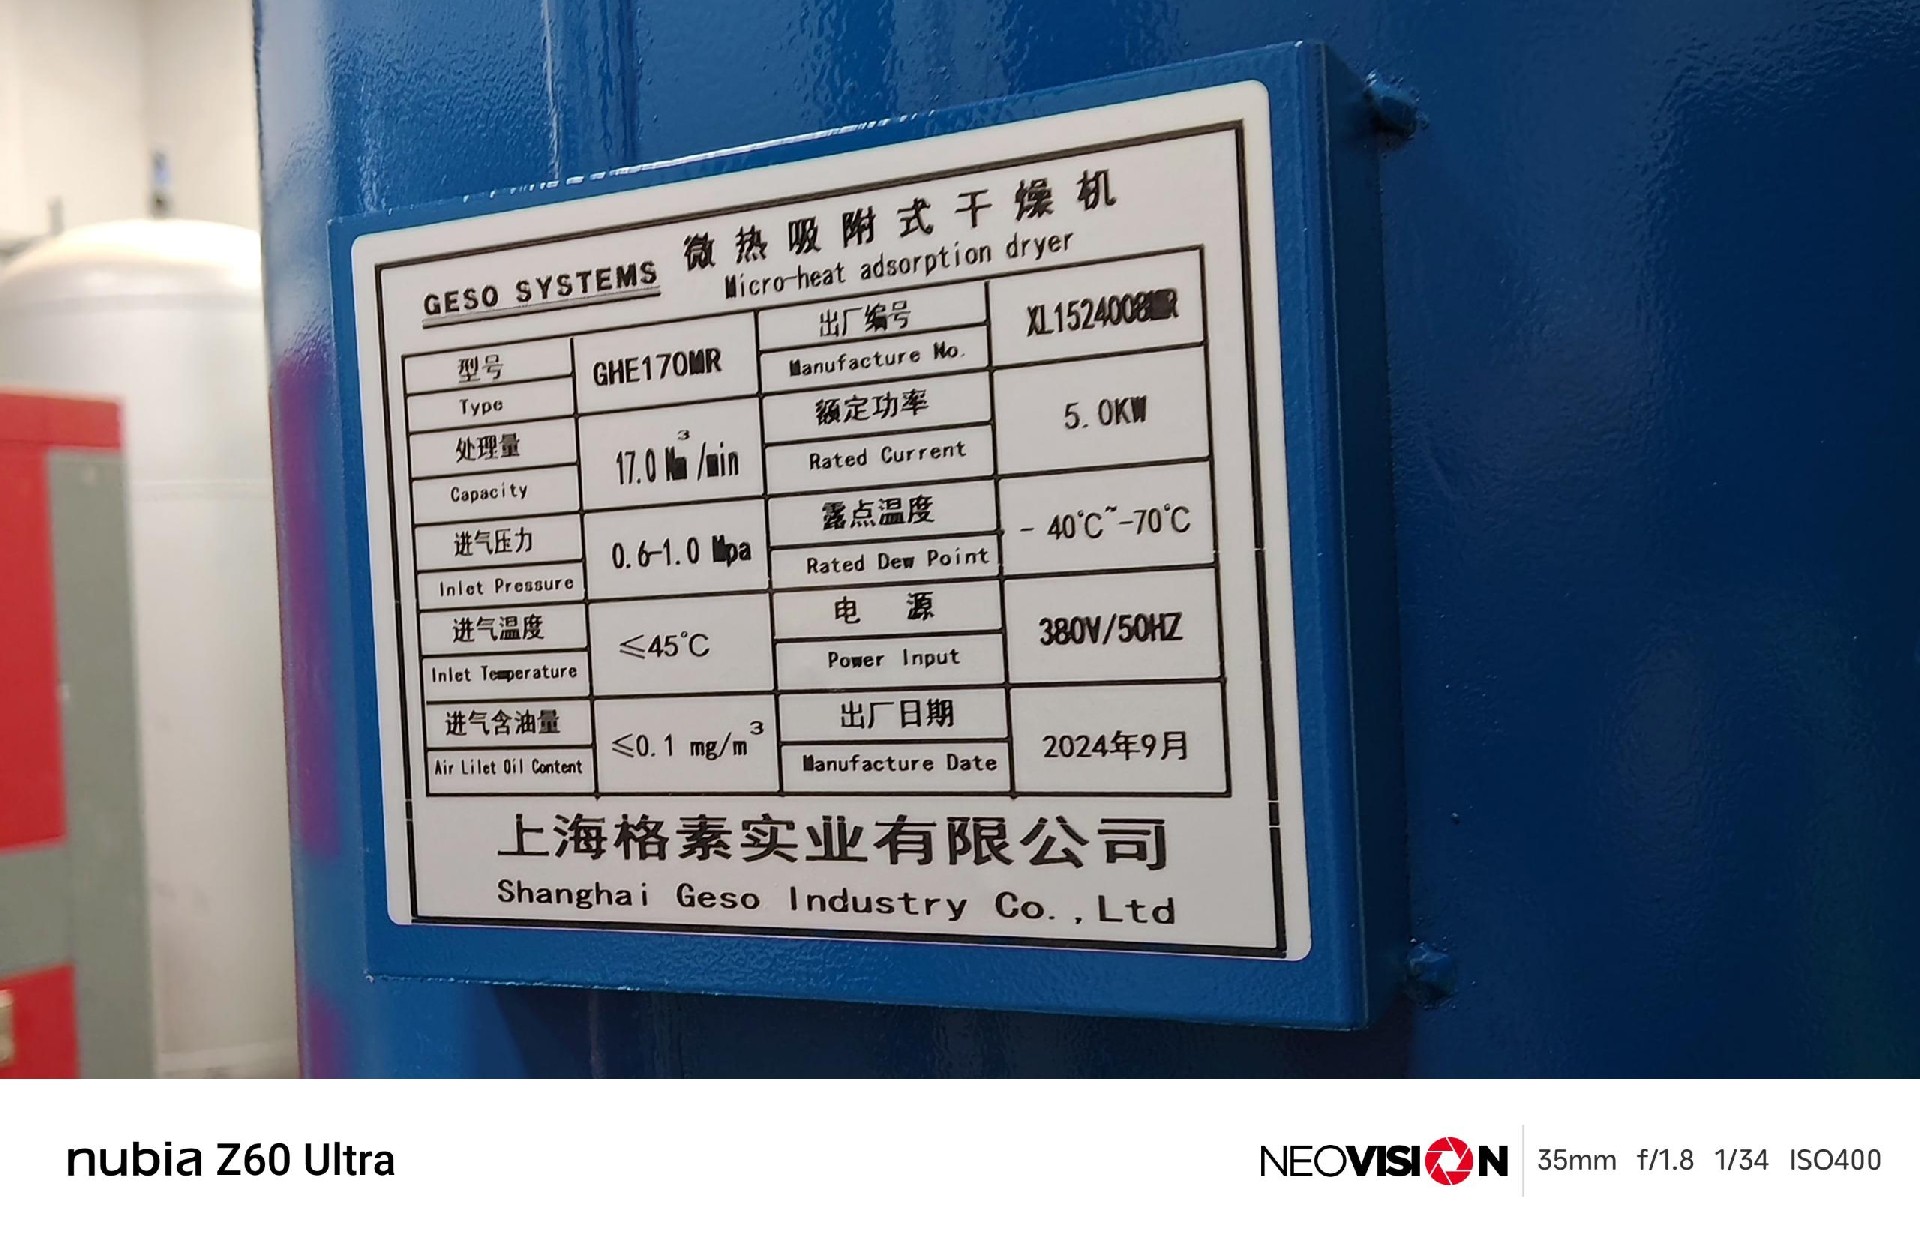 GESO SYSTEMS 微热吸附式干燥机
Micro-heat adsorption dryer
型号 GHE170MR 出厂编号 XL1524008MR
Type Manufacture No.
处理量 17.0 Nm³/min 额定功率 5.0KW
Capacity Rated Current
进气压力 0.6-1.0 Mpa 露点温度 -40℃~-70℃
Inlet Pressure Rated Dew Point
进气温度 ≤45℃ 电 源 380V/50HZ
Inlet Temperature Power Input
进气含油量 ≤0.1 mg/m³ 出厂日期 2024年9月
Air Lilet Oil Content Manufacture Date
上海格素实业有限公司
Shanghai Geso Industry Co.,Ltd
nubia Z60 Ultra
NEOVISION 35mm f/1.8 1/34 ISO400